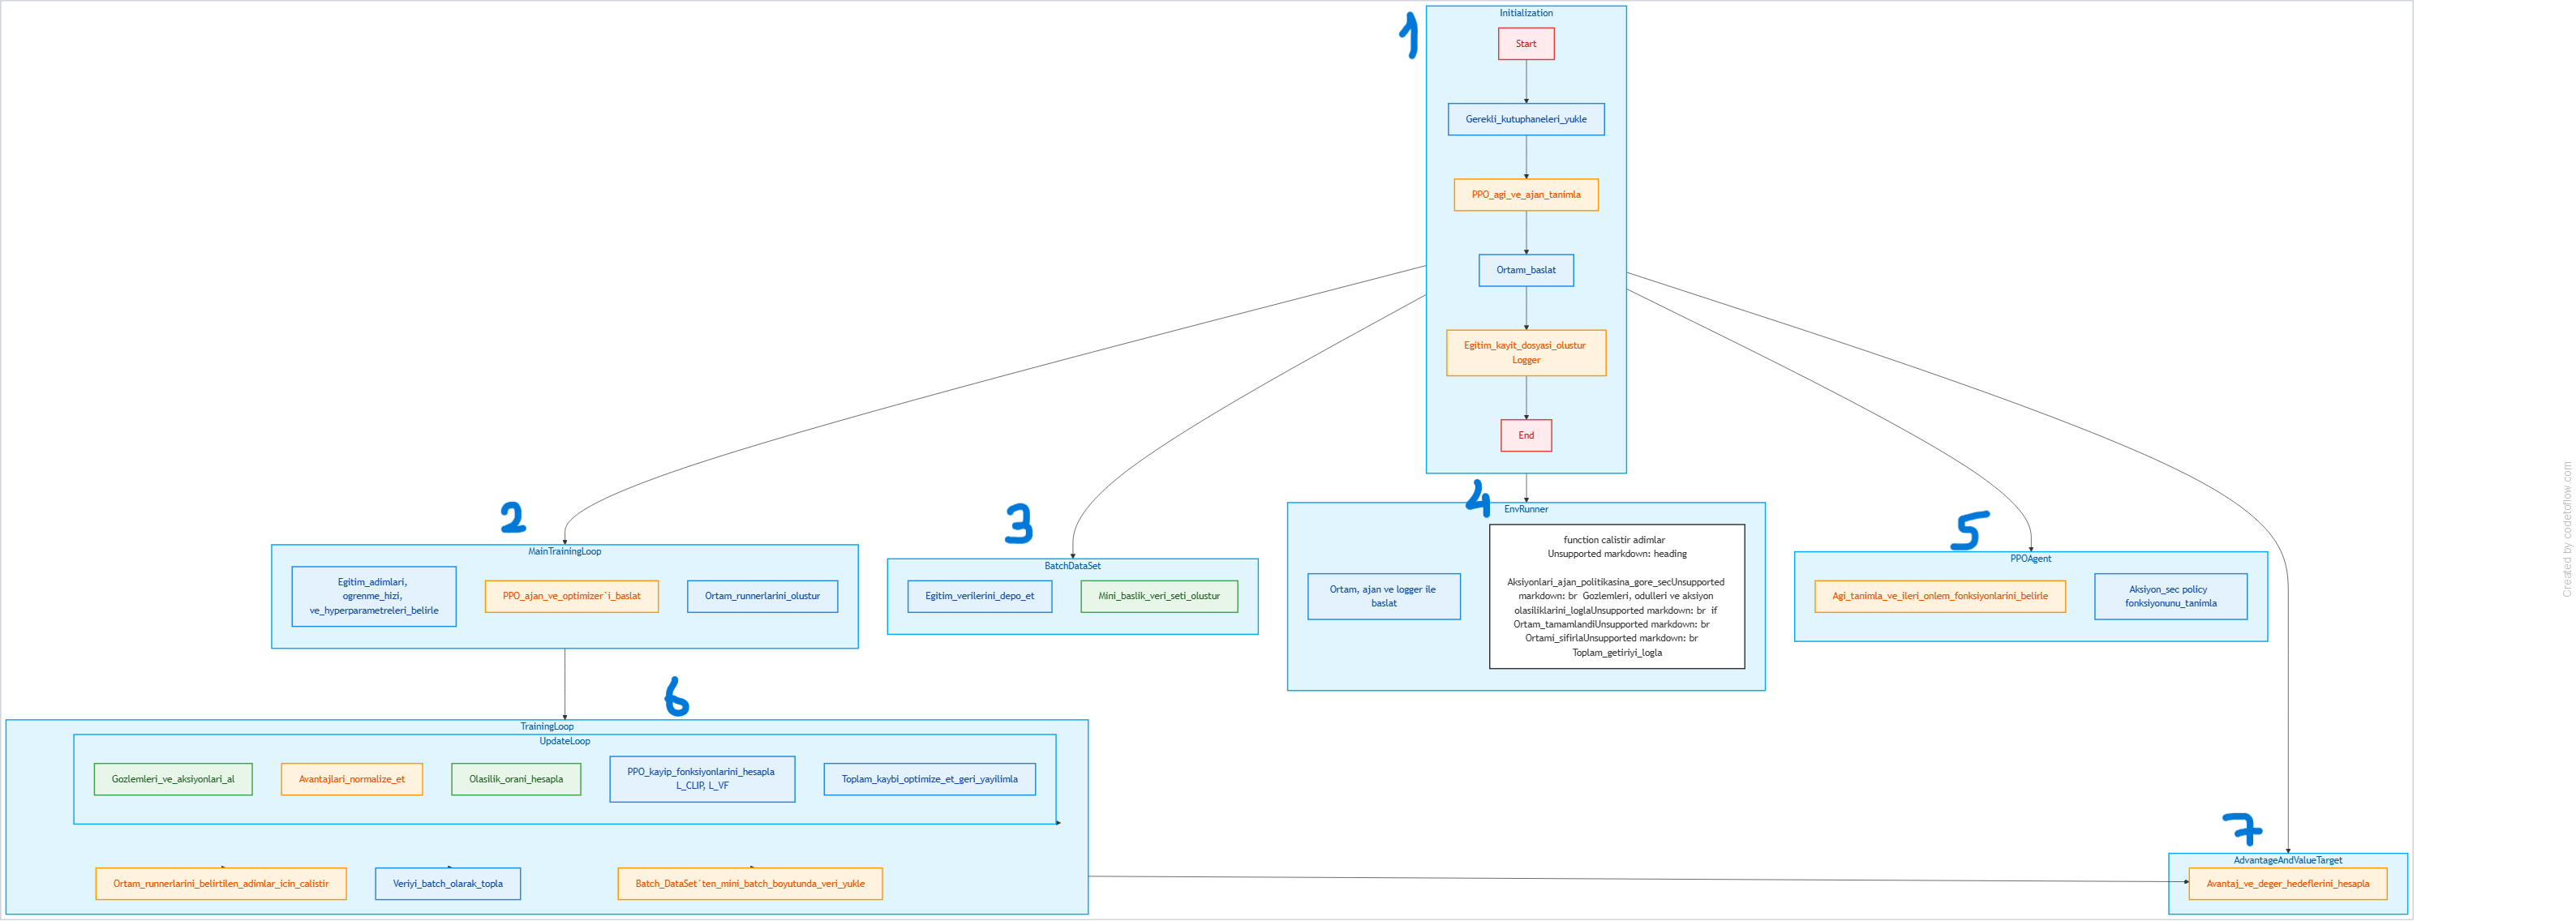 1
Initialization
Start
Gerekli_kutuphaneleri_yukle
PPO_agi_ve_ajan_tanimla
Ortamı_baslat
Egitim_kayit_dosyasi_olustur
Logger
End
2
MainTrainingLoop
Egitim_adimlari,
ogrenme_hizi,
ve_hyperparametreleri_belirle
PPO_ajan_ve_optimizer`i_baslat
Ortam_runnerlarini_olustur
3
BatchDataSet
Egitim_verilerini_depo_et
Mini_baslik_veri_seti_olustur
4
EnvRunner
Ortam, ajan ve logger ile
baslat
function calistir adimlar
Unsupported markdown: heading
Aksiyonlari_ajan_politikasina_gore_secUnsupported
markdown: br Gozlemleri, odulleri ve aksiyon
olasiliklarini_loglaUnsupported markdown: br if
Ortam_tamamlandiUnsupported markdown: br
Ortami_sifirlaUnsupported markdown: br
Toplam_getiriyi_logla
5
PPOAgent
Agi_tanimla_ve_ileri_onlem_fonksiyonlarini_belirle
Aksiyon_sec policy
fonksiyonunu_tanimla
6
TrainingLoop
UpdateLoop
Gozlemleri_ve_aksiyonlari_al
Avantajlari_normalize_et
Olasilik_orani_hesapla
PPO_kayip_fonksiyonlarini_hesapla
L_CLIP, L_VF
Toplam_kaybi_optimize_et_geri_yayilimla
Ortam_runnerlarini_belirtilen_adimlar_icin_calistir
Veriyi_batch_olarak_topla
Batch_DataSet`ten_mini_batch_boyutunda_veri_yukle
7
AdvantageAndValueTarget
Avantaj_ve_deger_hedeflerini_hesapla
Created by codetoflow.com